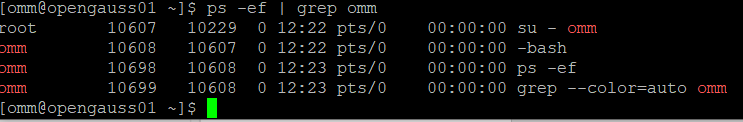 [omm@opengauss01 ~]$ ps -ef | grep omm
root      10607  10229  0 12:22 pts/0    00:00:00 su - omm
omm       10608  10607  0 12:22 pts/0    00:00:00 -bash
omm       10698  10608  0 12:23 pts/0    00:00:00 ps -ef
omm       10699  10608  0 12:23 pts/0    00:00:00 grep --color=auto omm
[omm@opengauss01 ~]$